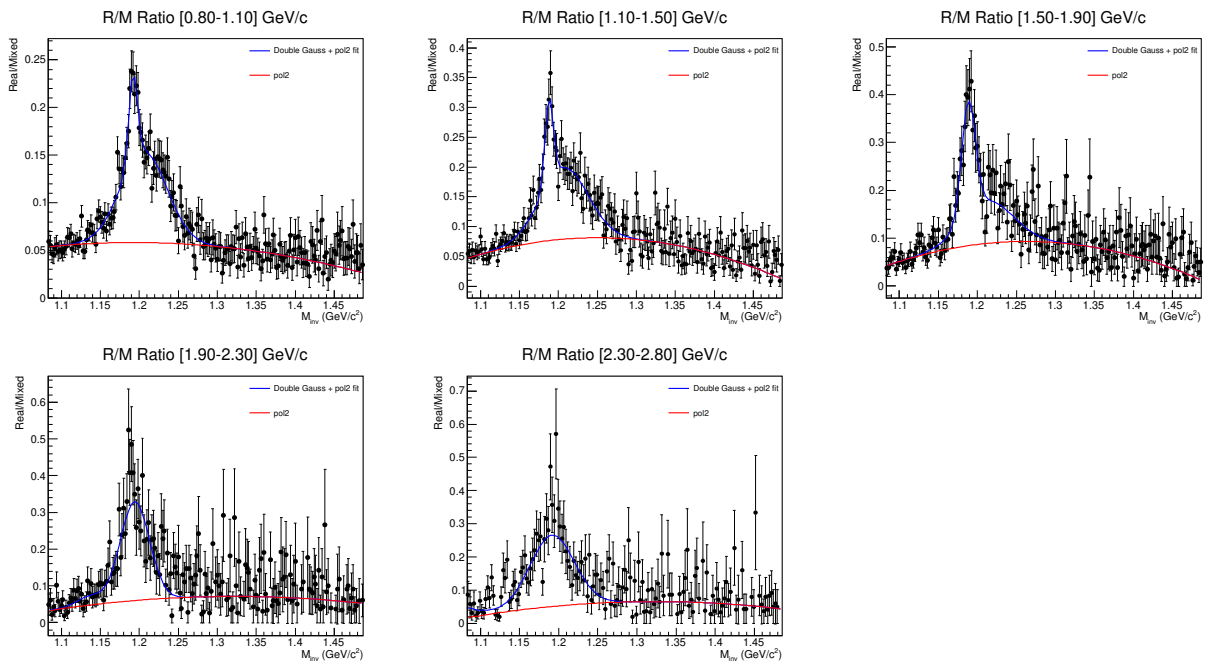 R/M Ratio [0.80-1.10] GeV/c
Real/Mixed
0.25
0.2
0.15
0.1
0.05
0
Double Gauss + pol2 fit
pol2
1.1 1.15 1.2 1.25 1.3 1.35 1.4 1.45
M_inv (GeV/c²)
R/M Ratio [1.10-1.50] GeV/c
Real/Mixed
0.4
0.35
0.3
0.25
0.2
0.15
0.1
0.05
0
Double Gauss + pol2 fit
pol2
1.1 1.15 1.2 1.25 1.3 1.35 1.4 1.45
M_inv (GeV/c²)
R/M Ratio [1.50-1.90] GeV/c
Real/Mixed
0.5
0.4
0.3
0.2
0.1
0
Double Gauss + pol2 fit
pol2
1.1 1.15 1.2 1.25 1.3 1.35 1.4 1.45
M_inv (GeV/c²)
R/M Ratio [1.90-2.30] GeV/c
Real/Mixed
0.6
0.5
0.4
0.3
0.2
0.1
0
Double Gauss + pol2 fit
pol2
1.1 1.15 1.2 1.25 1.3 1.35 1.4 1.45
M_inv (GeV/c²)
R/M Ratio [2.30-2.80] GeV/c
Real/Mixed
0.7
0.6
0.5
0.4
0.3
0.2
0.1
0
Double Gauss + pol2 fit
pol2
1.1 1.15 1.2 1.25 1.3 1.35 1.4 1.45
M_inv (GeV/c²)